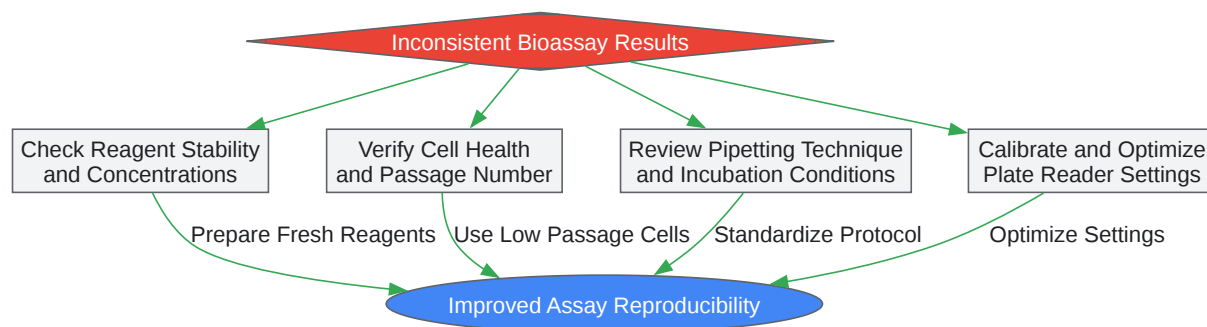 Inconsistent Bioassay Results
Check Reagent Stability
and Concentrations
Verify Cell Health
and Passage Number
Review Pipetting Technique
and Incubation Conditions
Calibrate and Optimize
Plate Reader Settings
Prepare Fresh Reagents
Use Low Passage Cells
Standardize Protocol
Optimize Settings
Improved Assay Reproducibility